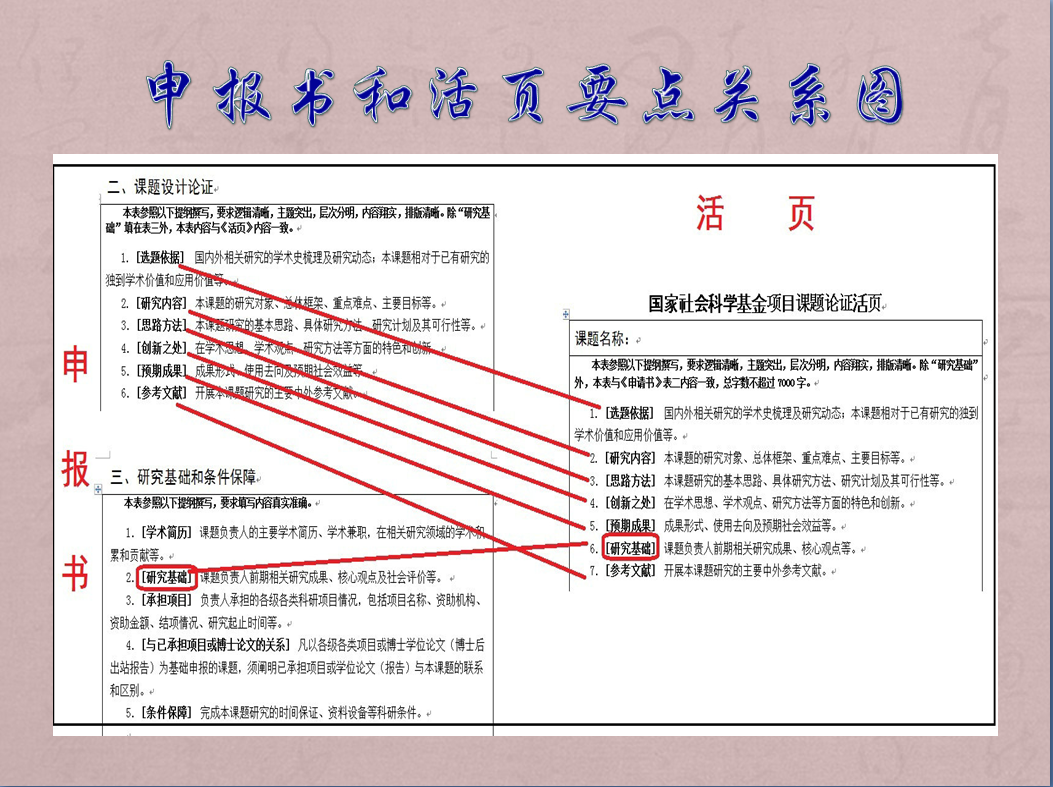 申报书和活页要点关系图
二、课题设计论证
本表参照以下提纲撰写，要求逻辑清晰，主题突出，层次分明，内容翔实，排版清晰。除“研究基
础”填在表三外，本表内容与《活页》内容一致。
1. [选题依据] 国内外相关研究的学术史梳理及研究动态；本课题相对于已有研究的
独到学术价值和应用价值等。
2. [研究内容] 本课题的研究对象、总体框架、重点难点、主要目标等。
3. [思路方法] 本课题研究的基本思路、具体研究方法、研究计划及其可行性等。
4. [创新之处] 在学术思想、学术观点、研究方法等方面的特色和创新。
5. [预期成果] 成果形式、使用去向及预期社会效益等。
6. [参考文献] 开展本课题研究的主要中外参考文献。
申
报
书
三、研究基础和条件保障
本表参照以下提纲撰写，要求填写内容真实准确。
1. [学术简历] 课题负责人的主要学术简历、学术兼职，在相关研究领域的学术积
累和贡献等。
2. [研究基础] 课题负责人前期相关研究成果、核心观点及社会评价等。
3. [承担项目] 负责人承担的各级各类科研项目情况，包括项目名称、资助机构、
资助金额、结项情况、研究起止时间等。
4. [与已承担项目或博士论文的关系] 凡以各级各类项目或博士学位论文（博士后
出站报告）为基础申报的课题，须阐明已承担项目或学位论文（报告）与本课题的联系
和区别。
5. [条件保障] 完成本课题研究的时间保证、资料设备等科研条件。
活 页
国家社会科学基金项目课题论证活页
课题名称：
本表参照以下提纲撰写，要求逻辑清晰，主题突出，层次分明，内容翔实，排版清晰。除“研究基础”
外，本表与《申请书》表二内容一致，总字数不超过 7000 字。
1. [选题依据] 国内外相关研究的学术史梳理及研究动态；本课题相对于已有研究的独到
学术价值和应用价值等。
2. [研究内容] 本课题的研究对象、总体框架、重点难点、主要目标等。
3. [思路方法] 本课题研究的基本思路、具体研究方法、研究计划及其可行性等。
4. [创新之处] 在学术思想、学术观点、研究方法等方面的特色和创新。
5. [预期成果] 成果形式、使用去向及预期社会效益等。
6. [研究基础] 课题负责人前期相关研究成果、核心观点等。
7. [参考文献] 开展本课题研究的主要中外参考文献。